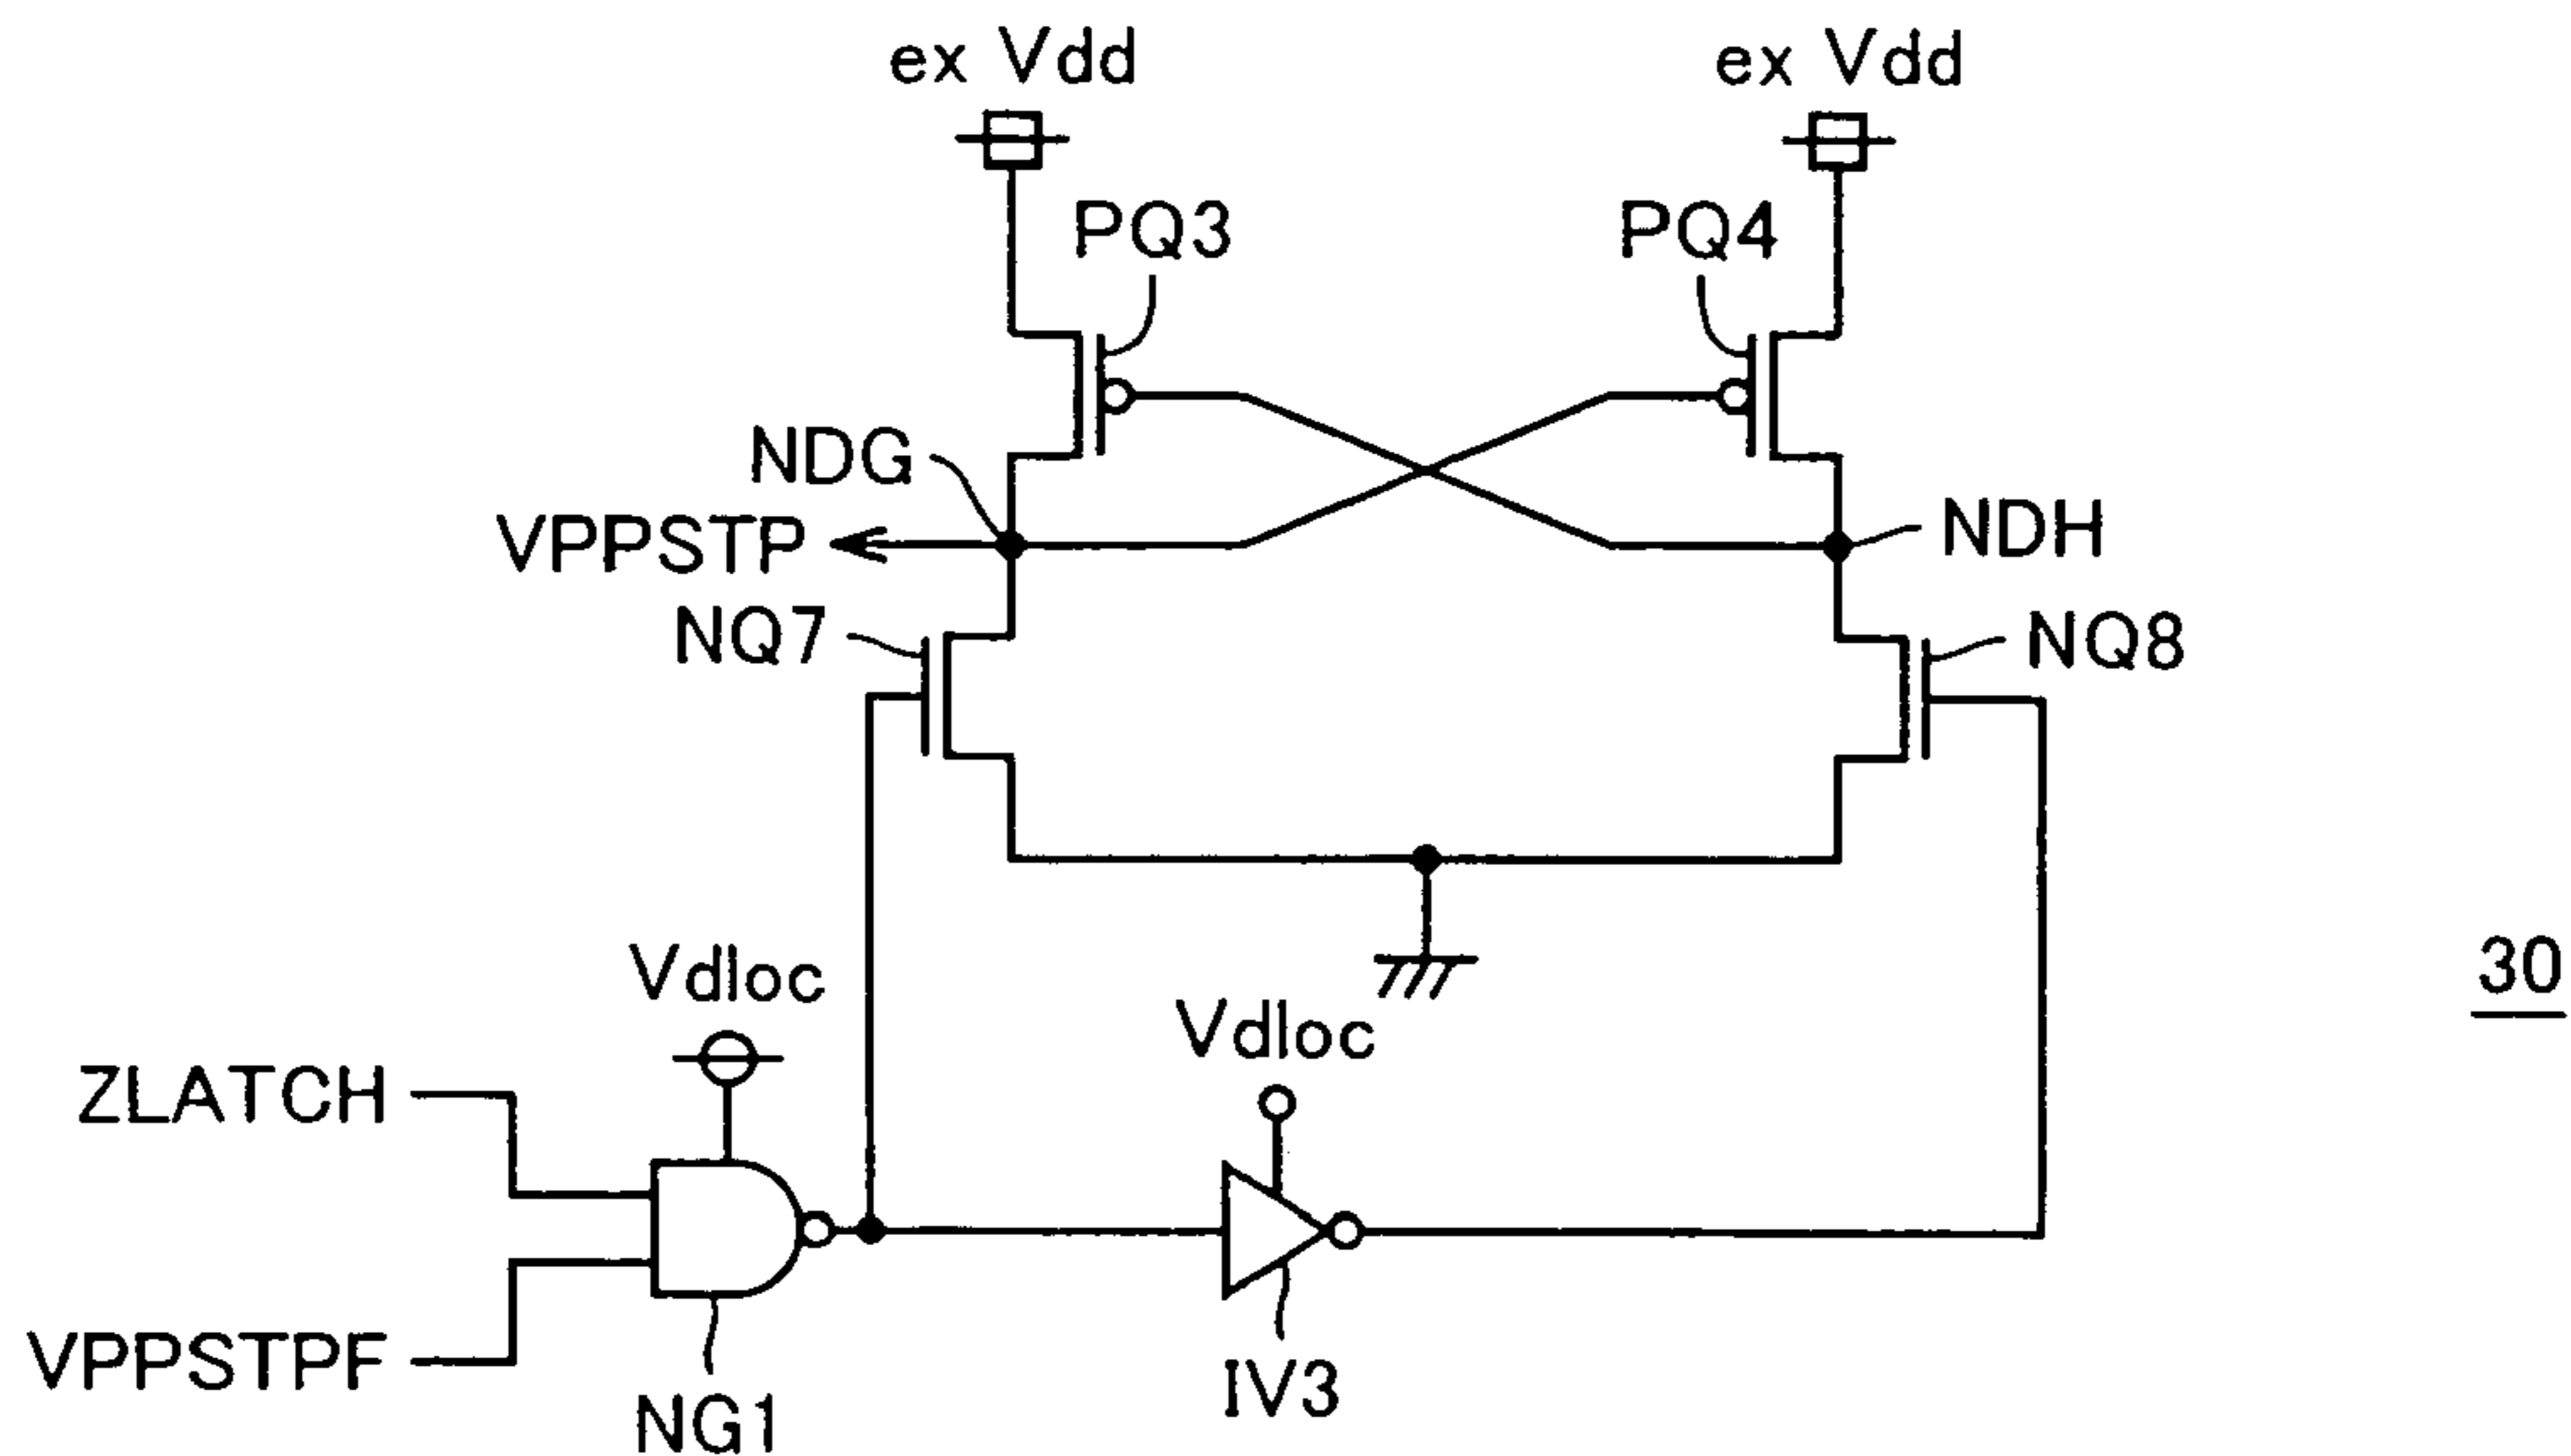 ex Vdd
ex Vdd
PQ3
PQ4
NDG
VPPSTP
NDH
NQ7
NQ8
Vdloc
30
Vdloc
ZLATCH
VPPSTPF
IV3
NG1